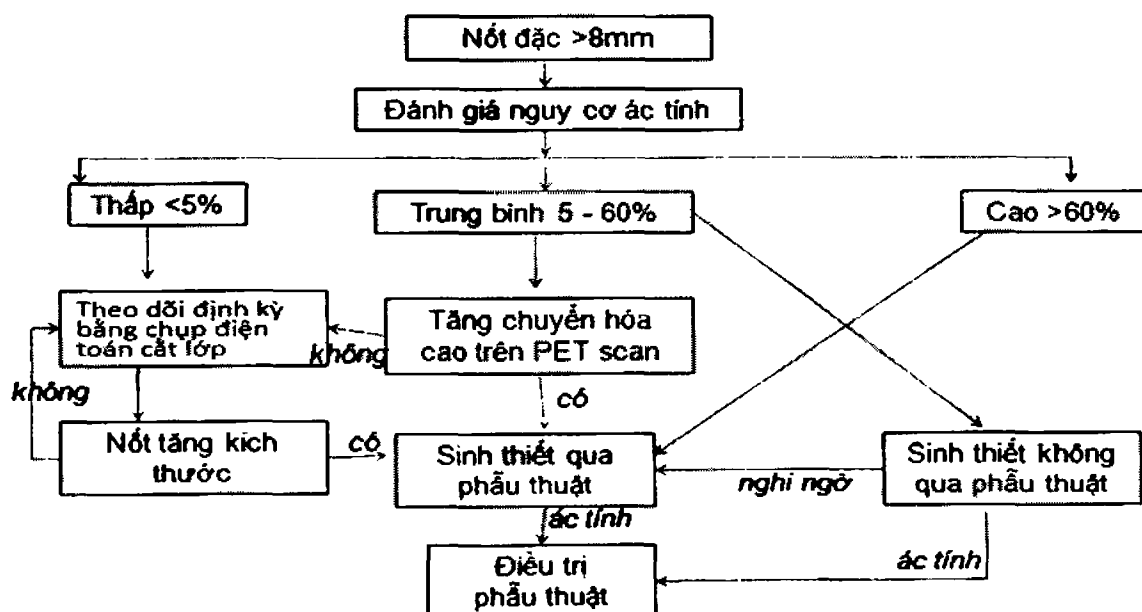 Nốt đặc >8mm
Đánh giá nguy cơ ác tính
Thấp <5%
Trung bình 5 - 60%
Cao >60%
Theo dõi định kỳ
bằng chụp điện
toán cắt lớp
không
Tăng chuyển hóa
cao trên PET scan
không
có
Nốt tăng kích
thước
có
Sinh thiết qua
phẫu thuật
nghi ngờ
Sinh thiết không
qua phẫu thuật
ác tính
Điều trị
phẫu thuật
ác tính